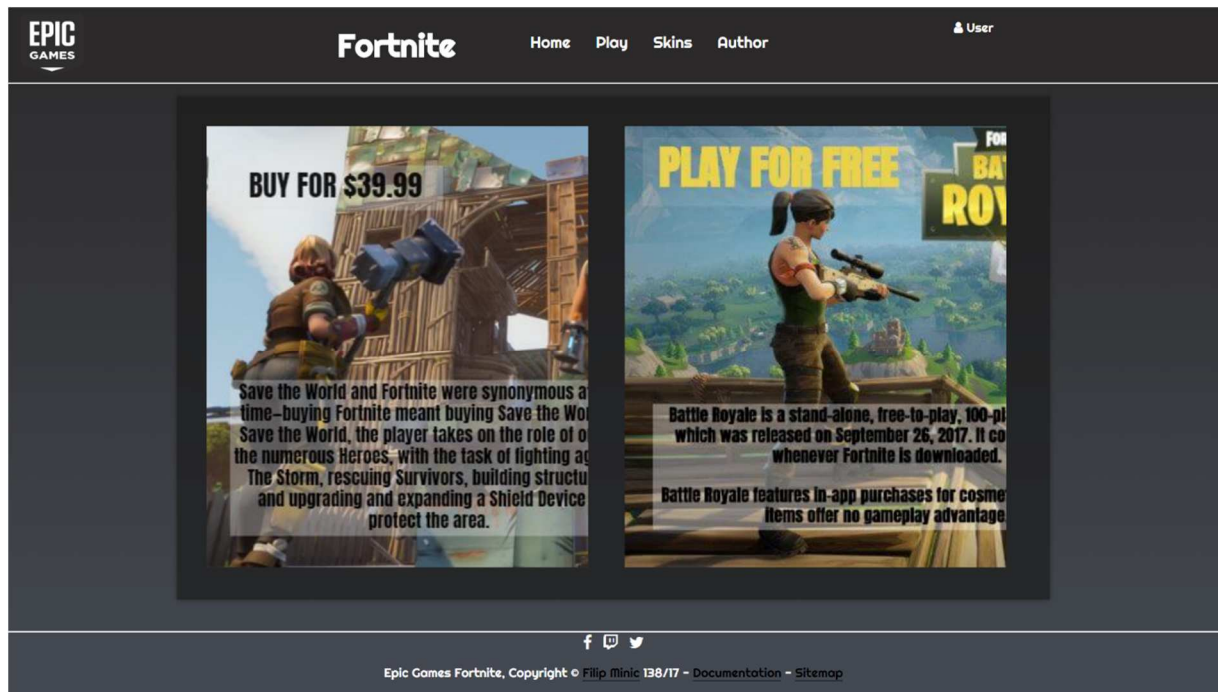 EPIC
GAMES
Fortnite
Home Play Skins Author
User
BUY FOR $39.99
Save the World and Fortnite were synonymous a
time—buying Fortnite meant buying Save the Wo
Save the World, the player takes on the role of o
the numerous Heroes, with the task of fighting ag
The Storm, rescuing Survivors, building structu
and upgrading and expanding a Shield Device
protect the area.
PLAY FOR FREE
FOR
BA
ROY
Battle Royale is a stand-alone, free-to-play, 100-pl
which was released on September 26, 2017. It co
whenever Fortnite is downloaded.
Battle Royale features in-app purchases for cosme
items offer no gameplay advantage
Epic Games Fortnite, Copyright © Filip Minic 138/17 - Documentation - Sitemap